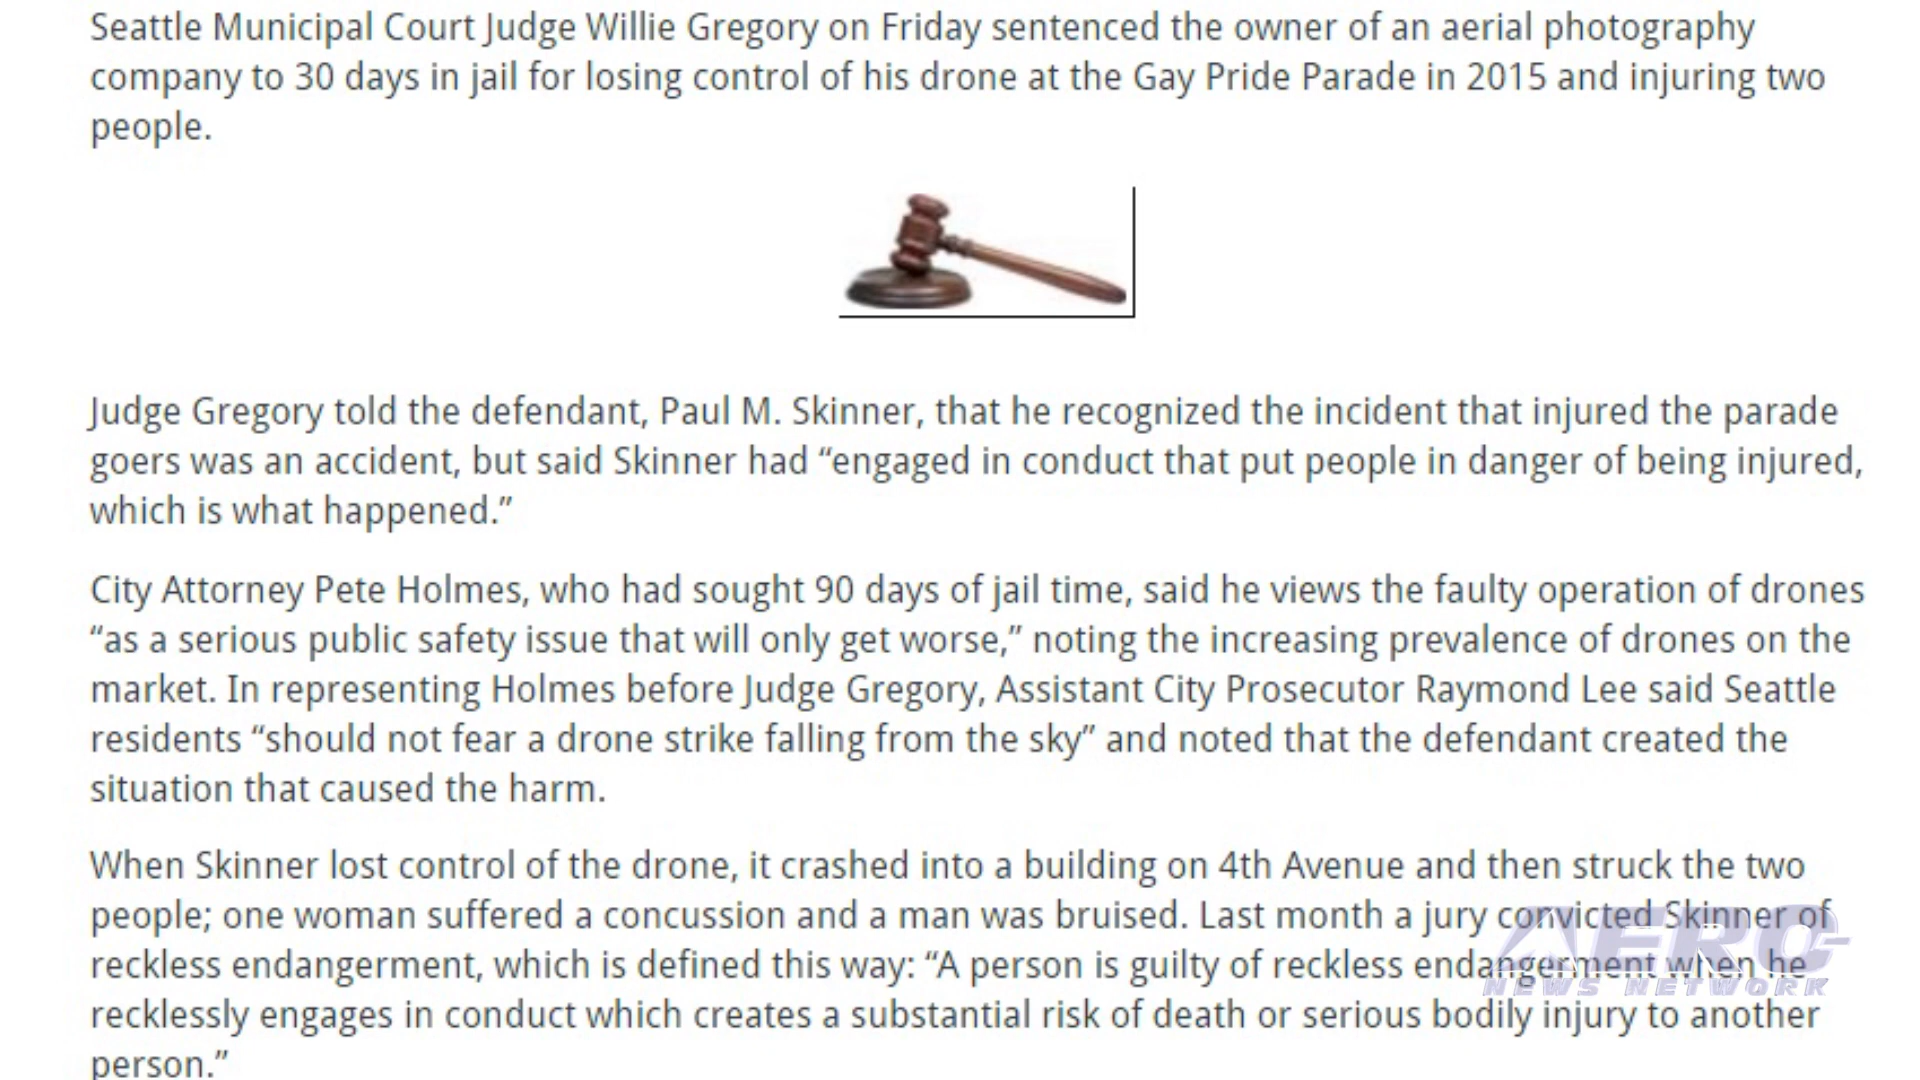 Seattle Municipal Court Judge Willie Gregory on Friday sentenced the owner of an aerial photography
company to 30 days in jail for losing control of his drone at the Gay Pride Parade in 2015 and injuring two
people.
Judge Gregory told the defendant, Paul M. Skinner, that he recognized the incident that injured the parade
goers was an accident, but said Skinner had “engaged in conduct that put people in danger of being injured,
which is what happened.”
City Attorney Pete Holmes, who had sought 90 days of jail time, said he views the faulty operation of drones
“as a serious public safety issue that will only get worse,” noting the increasing prevalence of drones on the
market. In representing Holmes before Judge Gregory, Assistant City Prosecutor Raymond Lee said Seattle
residents “should not fear a drone strike falling from the sky” and noted that the defendant created the
situation that caused the harm.
When Skinner lost control of the drone, it crashed into a building on 4th Avenue and then struck the two
people; one woman suffered a concussion and a man was bruised. Last month a jury convicted Skinner of
reckless endangerment, which is defined this way: “A person is guilty of reckless endangerment when he
recklessly engages in conduct which creates a substantial risk of death or serious bodily injury to another
person.”
AERO-
NEWS NETWORK